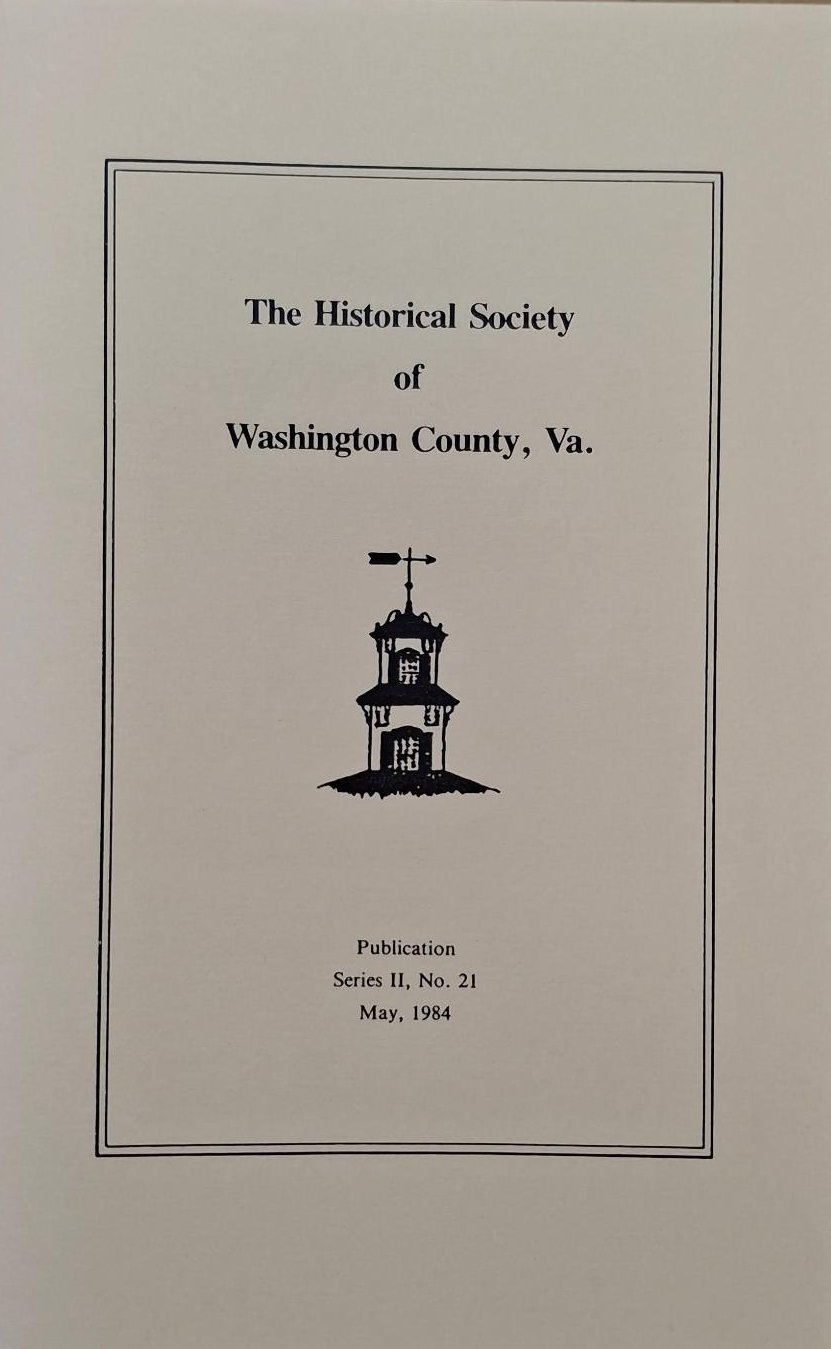 The Historical Society
of
Washington County, Va.
Publication
Series II, No. 21
May, 1984